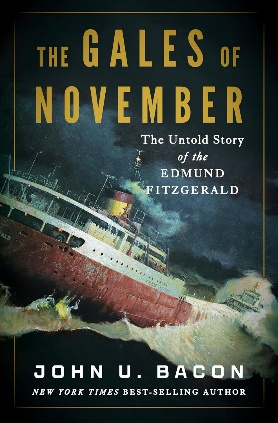 THE GALES OF
NOVEMBER
The Untold Story
of the
EDMUND
FITZGERALD
JOHN U. BACON
NEW YORK TIMES BEST-SELLING AUTHOR